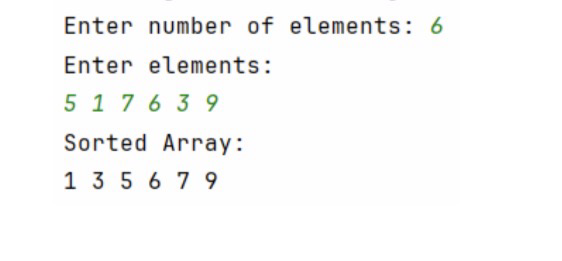 Enter number of elements: 6
Enter elements:
5 1 7 6 3 9
Sorted Array:
1 3 5 6 7 9